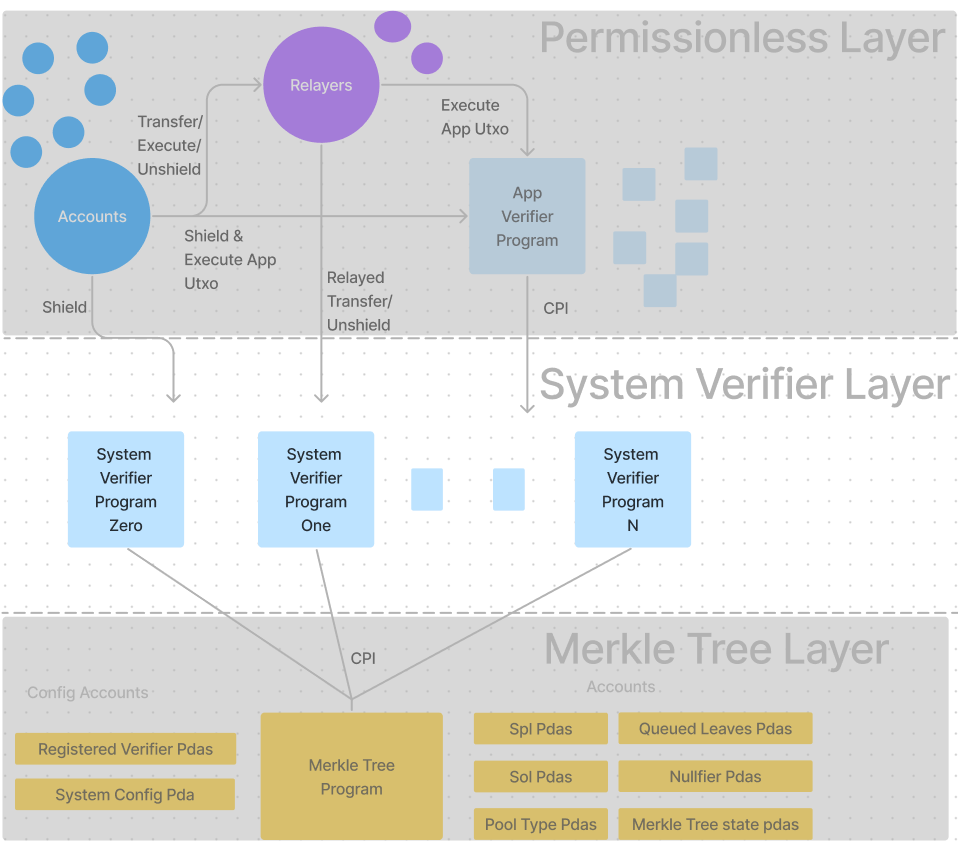 Permissionless Layer
Relayers
Execute
App Utxo
Transfer/
Execute/
Unshield
Accounts
App
Verifier
Program
Shield &
Execute App
Utxo
Relayed
Transfer/
Unshield
Shield
CPI
System Verifier Layer
System
Verifier
Program
Zero
System
Verifier
Program
One
System
Verifier
Program
N
Merkle Tree Layer
CPI
Config Accounts
Accounts
Registered Verifier Pdas
System Config Pda
Merkle Tree
Program
Spl Pdas
Queued Leaves Pdas
Sol Pdas
Nullfier Pdas
Pool Type Pdas
Merkle Tree state pdas